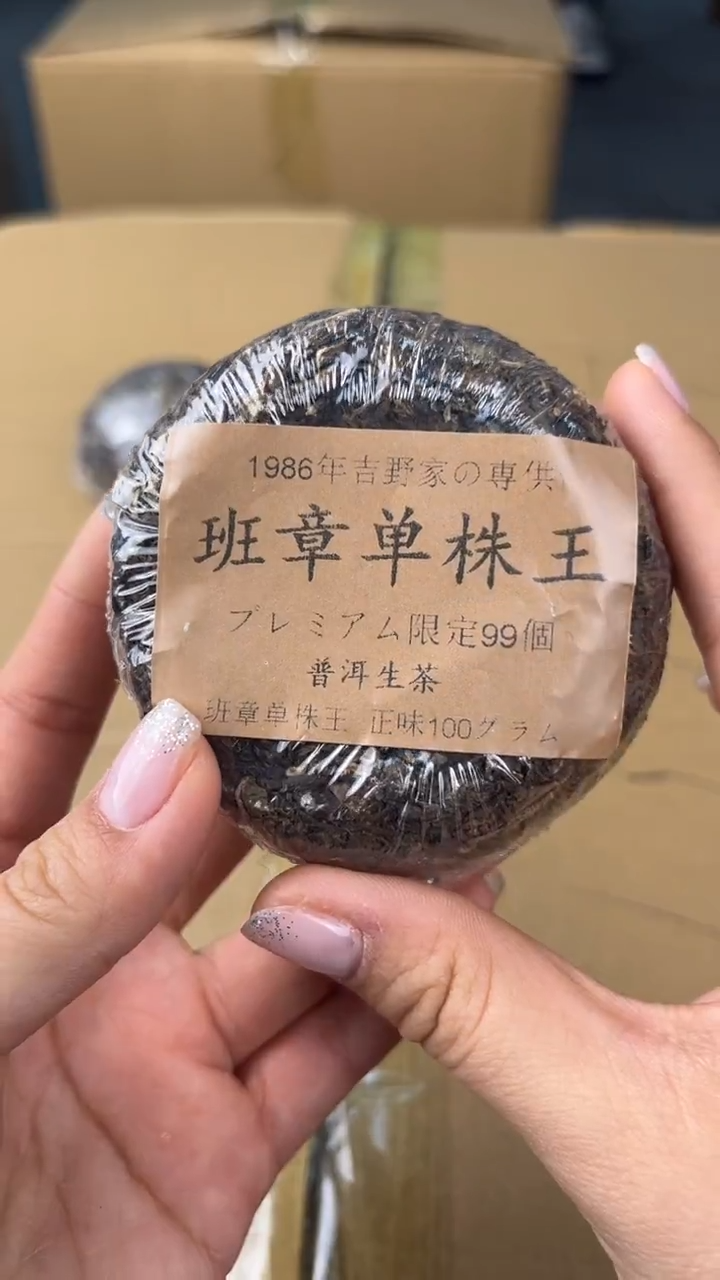 1986年吉野家の専供
班章单株王
プレミアム限定99個
普洱生茶
班章单株王 正味100グラム